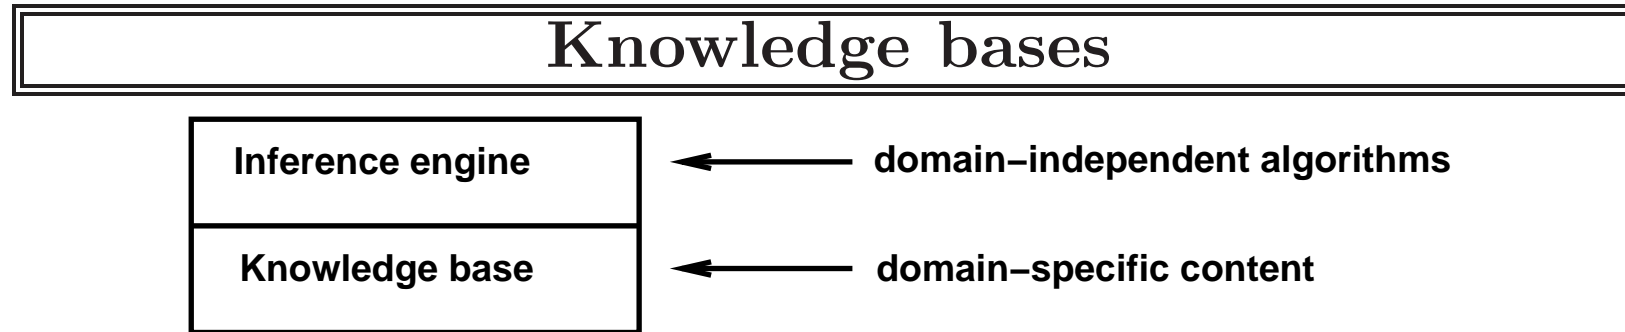 Knowledge bases
Inference engine
domain−independent algorithms
Knowledge base
domain−specific content